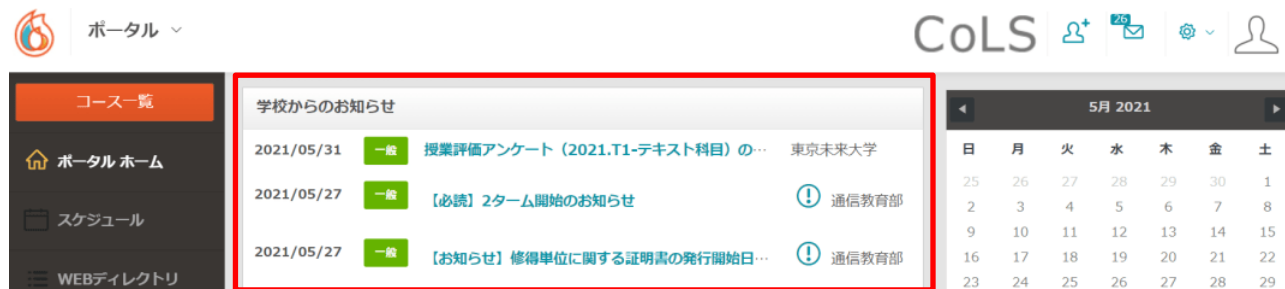 ポータル
CoLS
26
コース一覧
ポータル ホーム
スケジュール
WEBディレクトリ
学校からのお知らせ
2021/05/31 一般 授業評価アンケート（2021.T1-テキスト科目）の… 東京未来大学
2021/05/27 一般 【必読】2ターム開始のお知らせ 通信教育部
2021/05/27 一般 【お知らせ】修得単位に関する証明書の発行開始日… 通信教育部
5月 2021
日 月 火 水 木 金 土
25 26 27 28 29 30 1
2 3 4 5 6 7 8
9 10 11 12 13 14 15
16 17 18 19 20 21 22
23 24 25 26 27 28 29